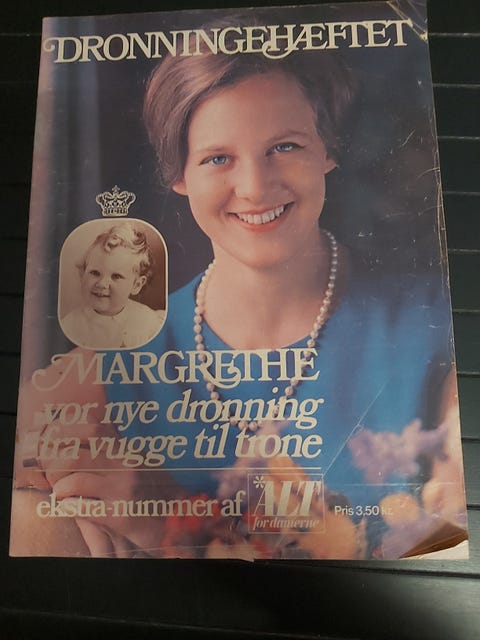 DRONNINGEHÆFTET
MARGRETHE
vor nye dronning
fra vugge til trone
ekstra-nummer af
*ALT
for damerne
Pris 3,50 kr.